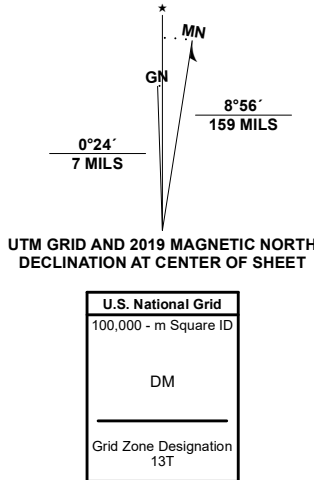 ★
MN
GN
8°56´
159 MILS
0°24´
7 MILS
UTM GRID AND 2019 MAGNETIC NORTH
DECLINATION AT CENTER OF SHEET
U.S. National Grid
100,000 - m Square ID
DM
Grid Zone Designation
13T